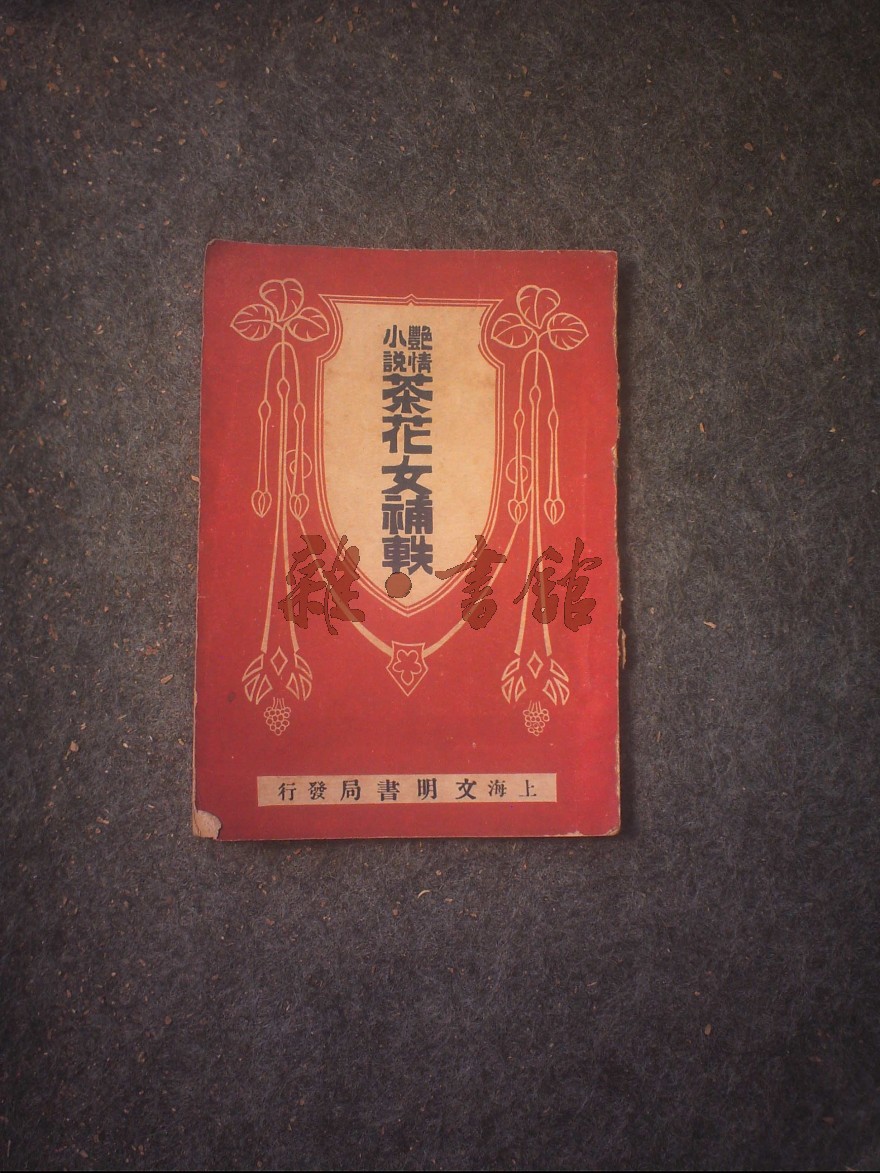 艷情
小說
茶花女補軼
雜·書館
上海文明書局發行